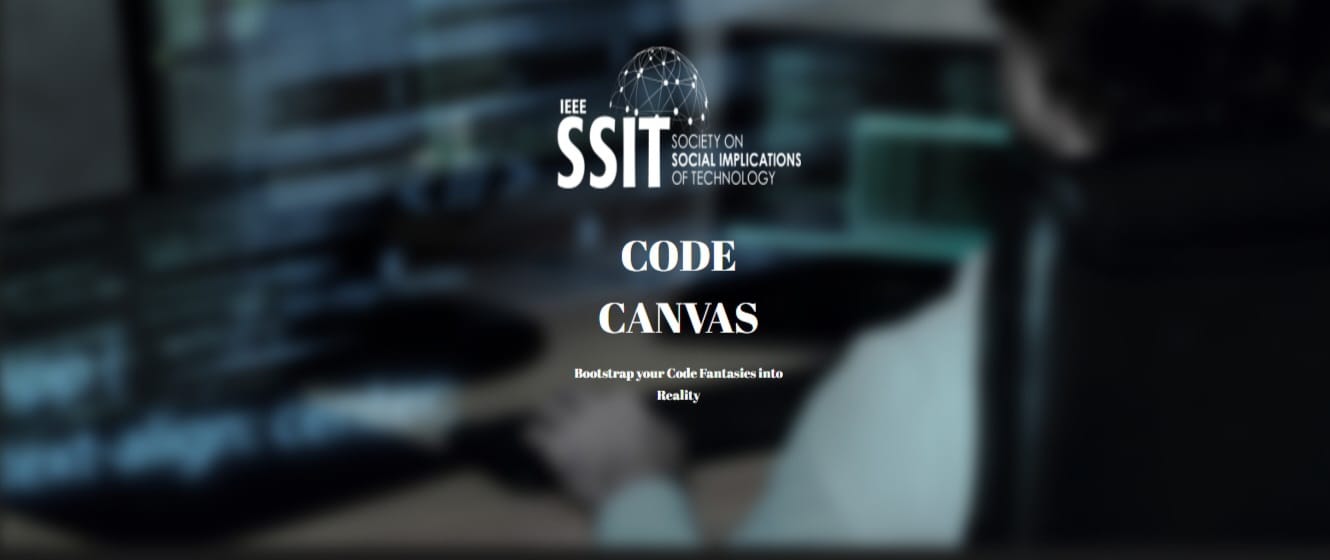 IEEE
SSIT
SOCIETY ON
SOCIAL IMPLICATIONS
OF TECHNOLOGY
CODE
CANVAS
Bootstrap your Code Fantasies into
Reality